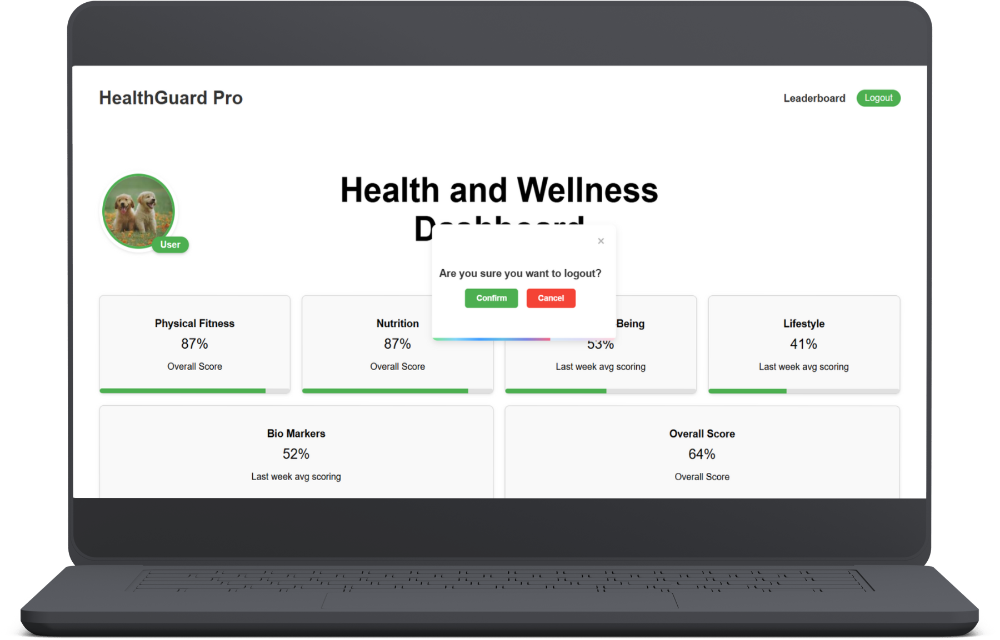 HealthGuard Pro
Leaderboard
Logout
Health and Wellness
Dashboard
User
×
Are you sure you want to logout?
Confirm
Cancel
Physical Fitness
87%
Overall Score
Nutrition
87%
Overall Score
Being
53%
Last week avg scoring
Lifestyle
41%
Last week avg scoring
Bio Markers
52%
Last week avg scoring
Overall Score
64%
Overall Score